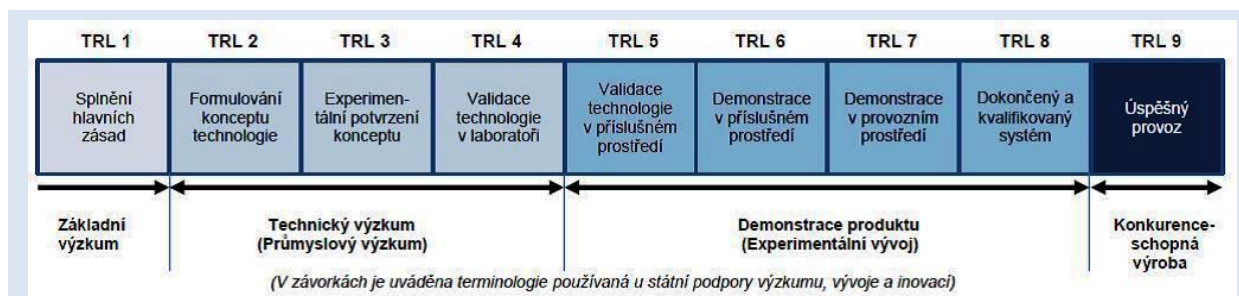 TRL 1 TRL 2 TRL 3 TRL 4 TRL 5 TRL 6 TRL 7 TRL 8 TRL 9
Splnění
hlavních
zásad
Formulování
konceptu
technologie
Experimen-
tální potvrzení
konceptu
Validace
technologie
v laboratoři
Validace
technologie
v příslušném
prostředí
Demonstrace
v příslušném
prostředí
Demonstrace
v provozním
prostředí
Dokončený a
kvalifikovaný
systém
Úspěšný
provoz
Základní
výzkum
Technický výzkum
(Průmyslový výzkum)
Demonstrace produktu
(Experimentální vývoj)
Konkurence-
schopná
výroba
(V závorkách je uváděna terminologie používaná u státní podpory výzkumu, vývoje a inovací)